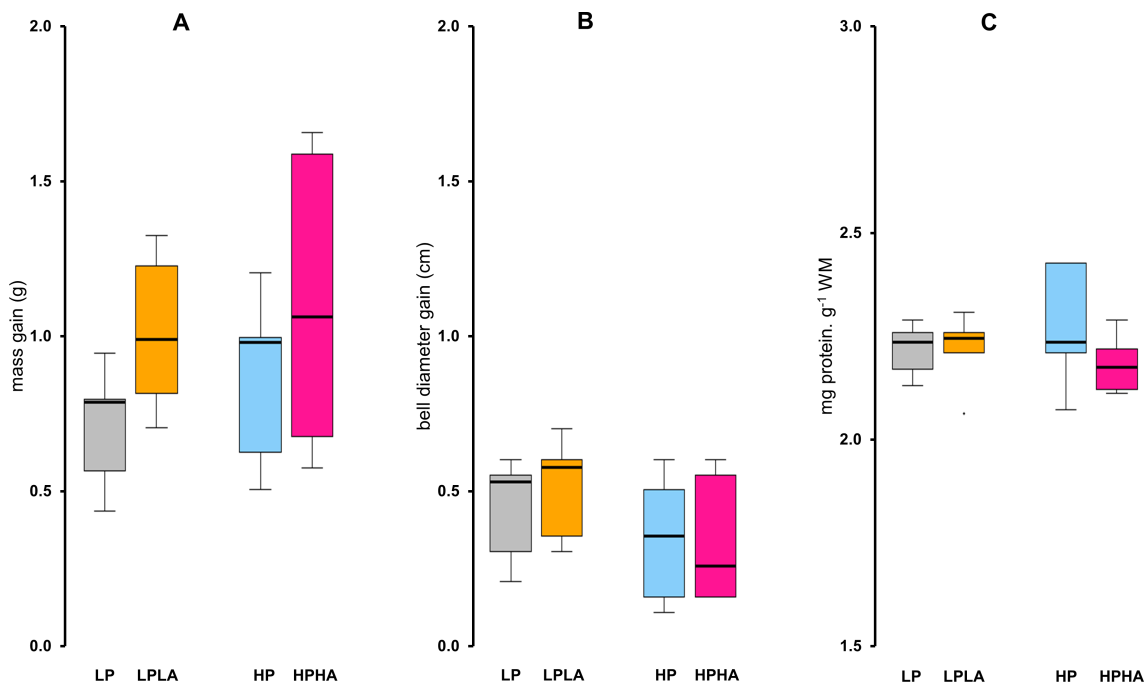 A
2.0
1.5
1.0
0.5
0.0
mass gain (g)
LP LPLA HP HPHA
B
2.0
1.5
1.0
0.5
0.0
bell diameter gain (cm)
LP LPLA HP HPHA
C
3.0
2.5
2.0
1.5
mg protein. g⁻¹ WM
LP LPLA HP HPHA